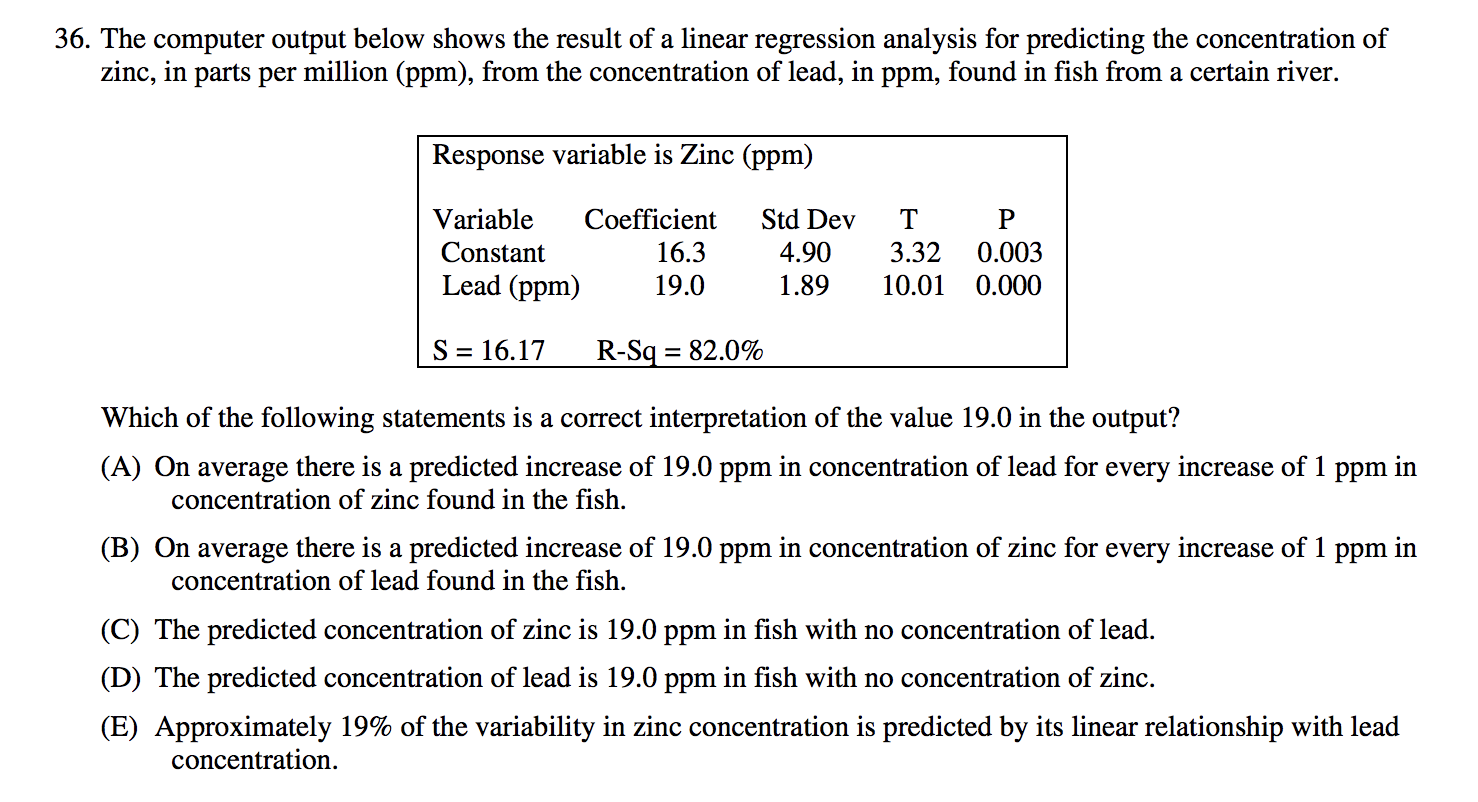 36. The computer output below shows the result of a linear regression analysis for predicting the concentration of
zinc, in parts per million (ppm), from the concentration of lead, in ppm, found in fish from a certain river.
Response variable is Zinc (ppm)
Variable Coefficient Std Dev T P
Constant 16.3 4.90 3.32 0.003
Lead (ppm) 19.0 1.89 10.01 0.000
S = 16.17 R-Sq = 82.0%
Which of the following statements is a correct interpretation of the value 19.0 in the output?
(A) On average there is a predicted increase of 19.0 ppm in concentration of lead for every increase of 1 ppm in
concentration of zinc found in the fish.
(B) On average there is a predicted increase of 19.0 ppm in concentration of zinc for every increase of 1 ppm in
concentration of lead found in the fish.
(C) The predicted concentration of zinc is 19.0 ppm in fish with no concentration of lead.
(D) The predicted concentration of lead is 19.0 ppm in fish with no concentration of zinc.
(E) Approximately 19% of the variability in zinc concentration is predicted by its linear relationship with lead
concentration.